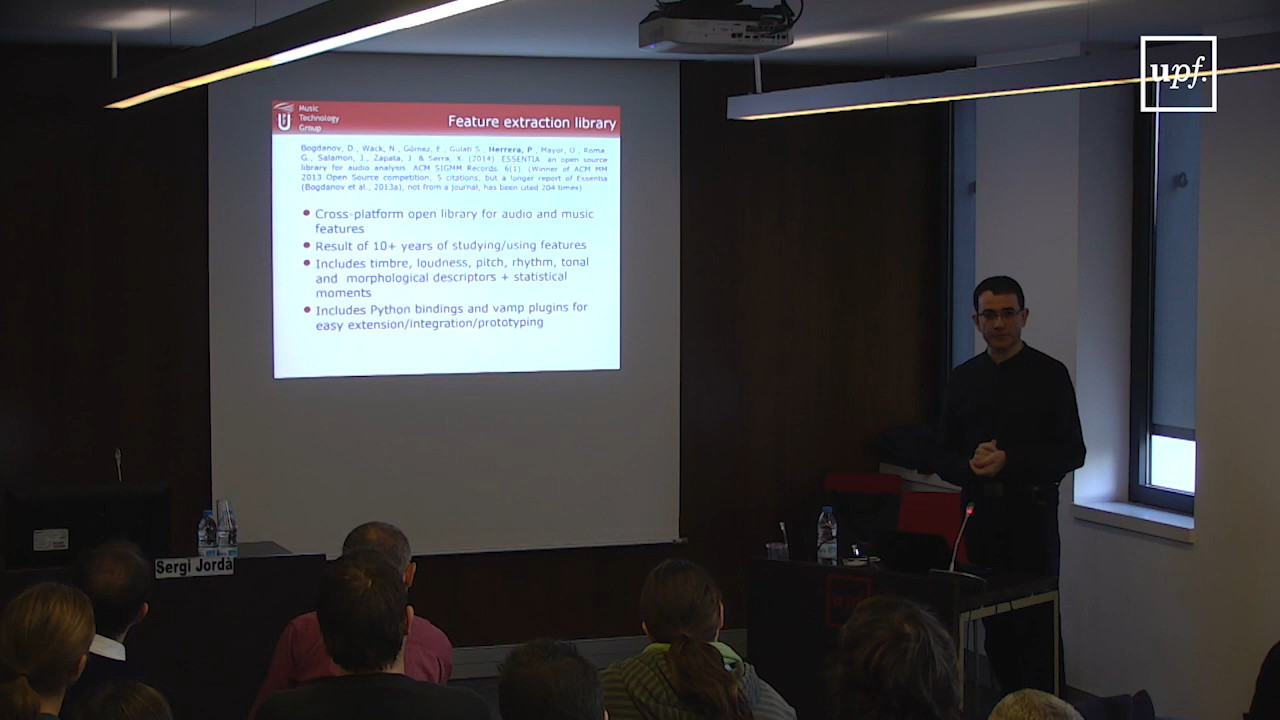 upf.
Music
Technology
Group
Feature extraction library
Bogdanov, D., Wack, N., Gómez, E., Gulati S., Herrera, P., Mayor, O., Roma,
G., Salamon, J., Zapata, J. & Serra, X. (2014). ESSENTIA: an open source
library for audio analysis. ACM SIGMM Records. 6(1). (Winner of ACM MM
2013 Open Source competition; 5 citations, but a longer report of Essentia
(Bogdanov et al., 2013a), not from a journal, has been cited 204 times)
Cross-platform open library for audio and music
features
Result of 10+ years of studying/using features
Includes timbre, loudness, pitch, rhythm, tonal
and morphological descriptors + statistical
moments
Includes Python bindings and vamp plugins for
easy extension/integration/prototyping
Sergi Jordà